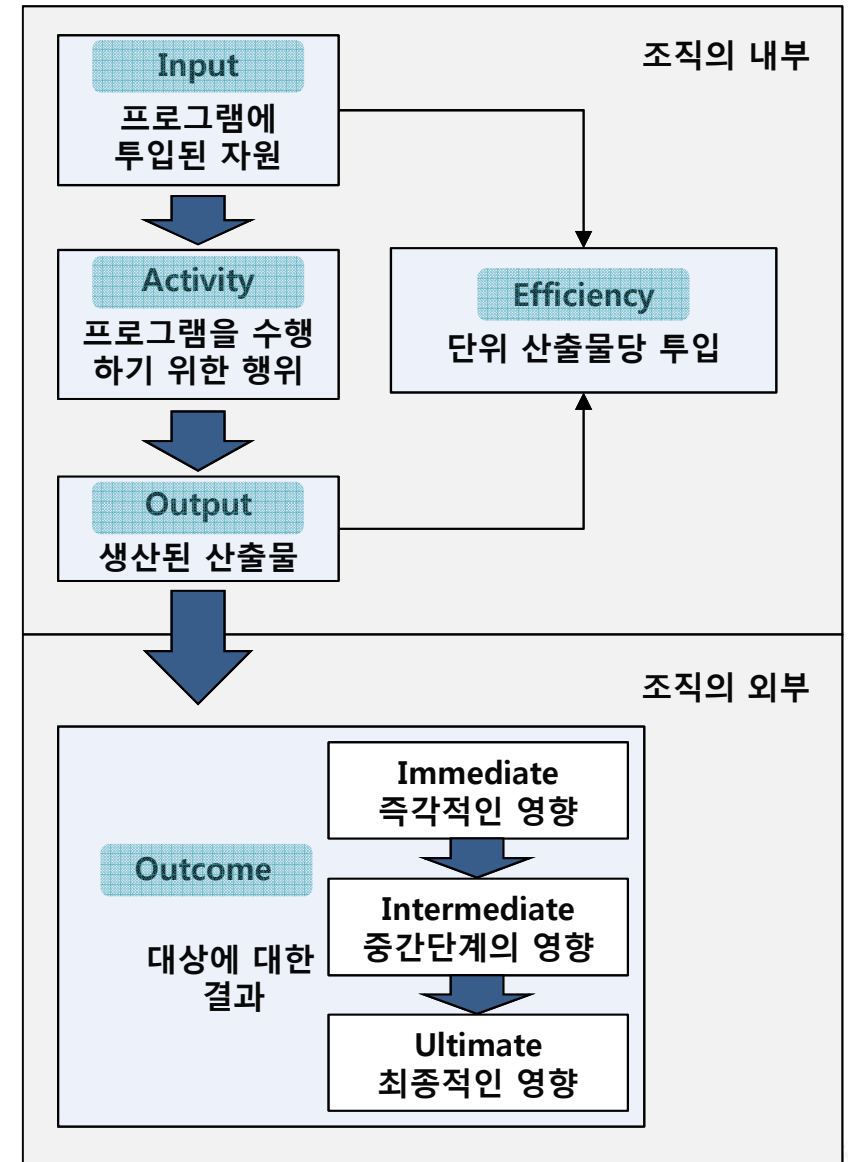 조직의 내부
Input
프로그램에
투입된 자원
Activity
프로그램을 수행
하기 위한 행위
Efficiency
단위 산출물당 투입
Output
생산된 산출물
조직의 외부
Immediate
즉각적인 영향
Outcome
대상에 대한
결과
Intermediate
중간단계의 영향
Ultimate
최종적인 영향